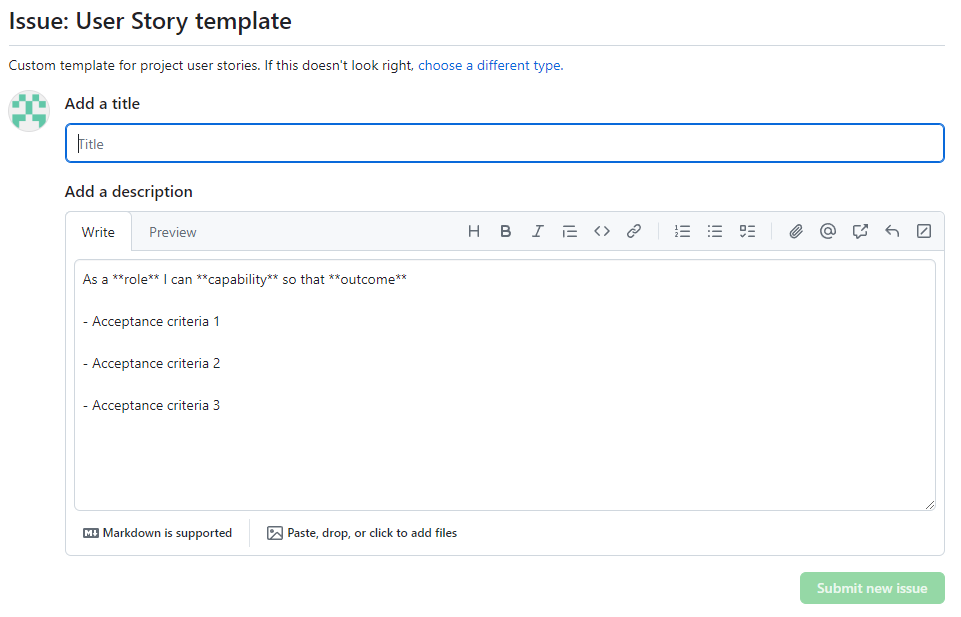 Issue: User Story template
Custom template for project user stories. If this doesn't look right, choose a different type.
Add a title
Title
Add a description
Write Preview
As a **role** I can **capability** so that **outcome**
- Acceptance criteria 1
- Acceptance criteria 2
- Acceptance criteria 3
Markdown is supported Paste, drop, or click to add files
Submit new issue